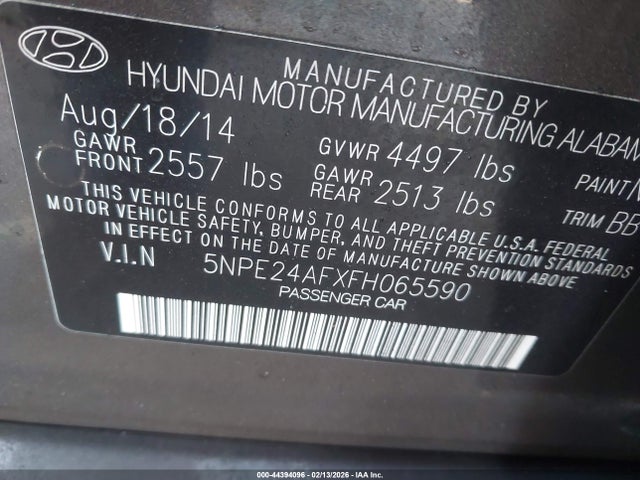 MANUFACTURED BY
HYUNDAI MOTOR MANUFACTURING ALABAM
Aug/18/14
GAWR FRONT 2557 lbs
GVWR 4497 lbs
GAWR REAR 2513 lbs
PAINT
TRIM BB
THIS VEHICLE CONFORMS TO ALL APPLICABLE U.S.A. FEDERAL
MOTOR VEHICLE SAFETY, BUMPER, AND THEFT PREVENTION STANDARDS
IN EFFECT ON THE DATE OF MANUFACTURE SHOWN ABOVE.
V.I.N 5NPE24AFXFH065590
PASSENGER CAR
000-44394096 - 02/13/2026 - IAA Inc.